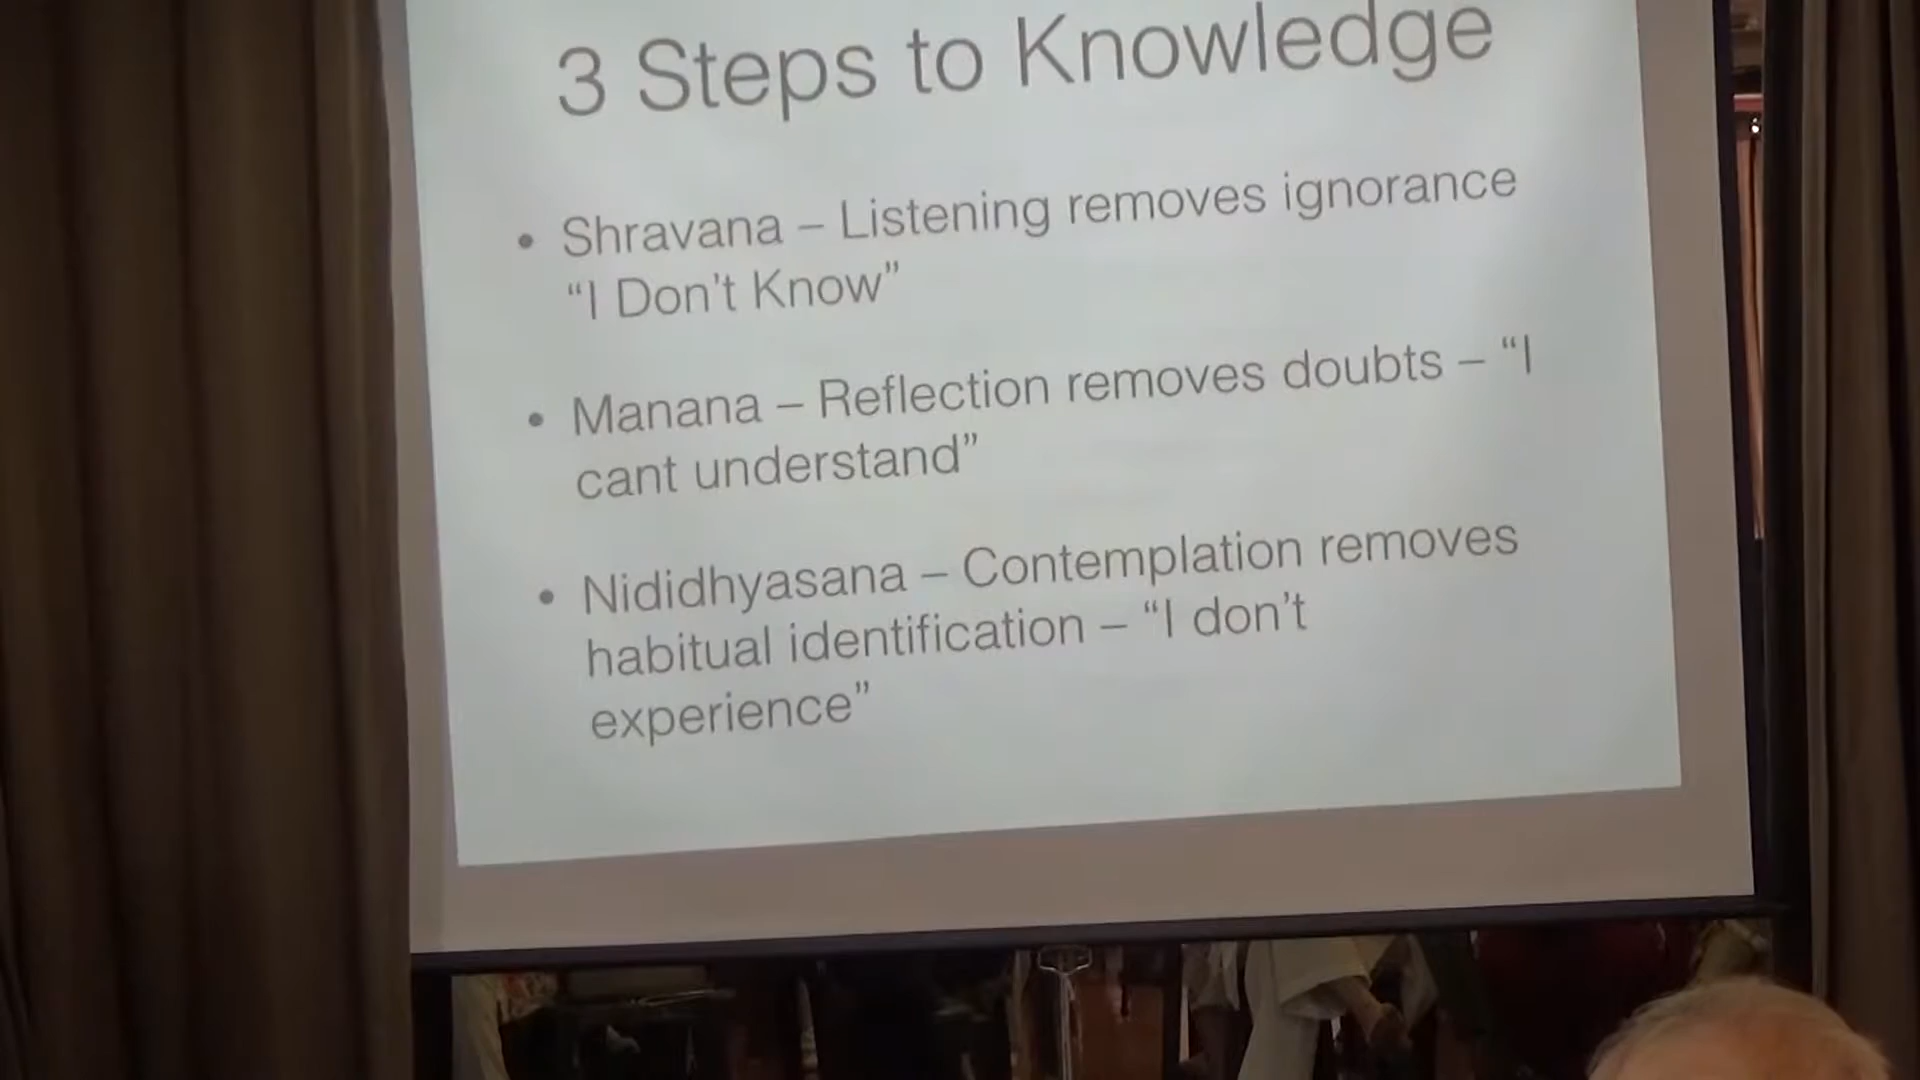 3 Steps to Knowledge
• Shravana – Listening removes ignorance
“I Don’t Know”
• Manana – Reflection removes doubts – “I
cant understand”
• Nididhyasana – Contemplation removes
habitual identification – “I don’t
experience”